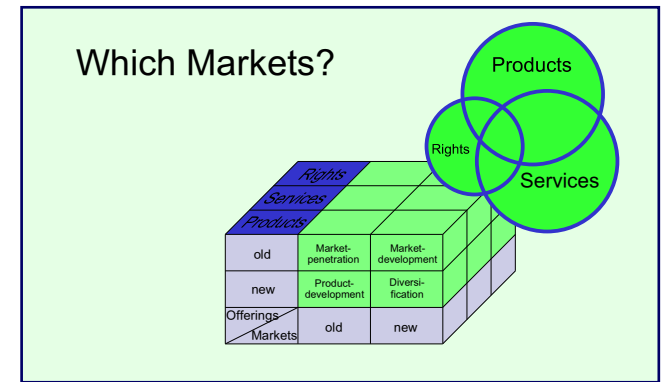 Which Markets?
Products
Rights
Services
Rights
Services
Products
old
Market-
penetration
Market-
development
new
Product-
development
Diversi-
fication
Offerings
Markets
old
new